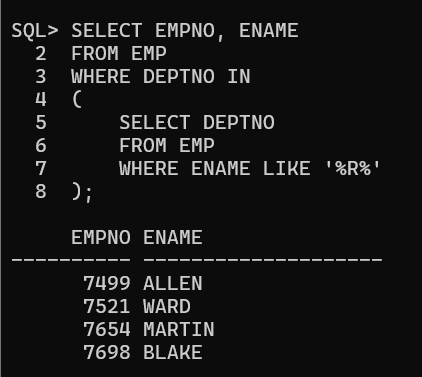 SQL> SELECT EMPNO, ENAME
  2  FROM EMP
  3  WHERE DEPTNO IN
  4  (
  5      SELECT DEPTNO
  6      FROM EMP
  7      WHERE ENAME LIKE '%R%'
  8  );

     EMPNO ENAME
---------- --------------------
      7499 ALLEN
      7521 WARD
      7654 MARTIN
      7698 BLAKE